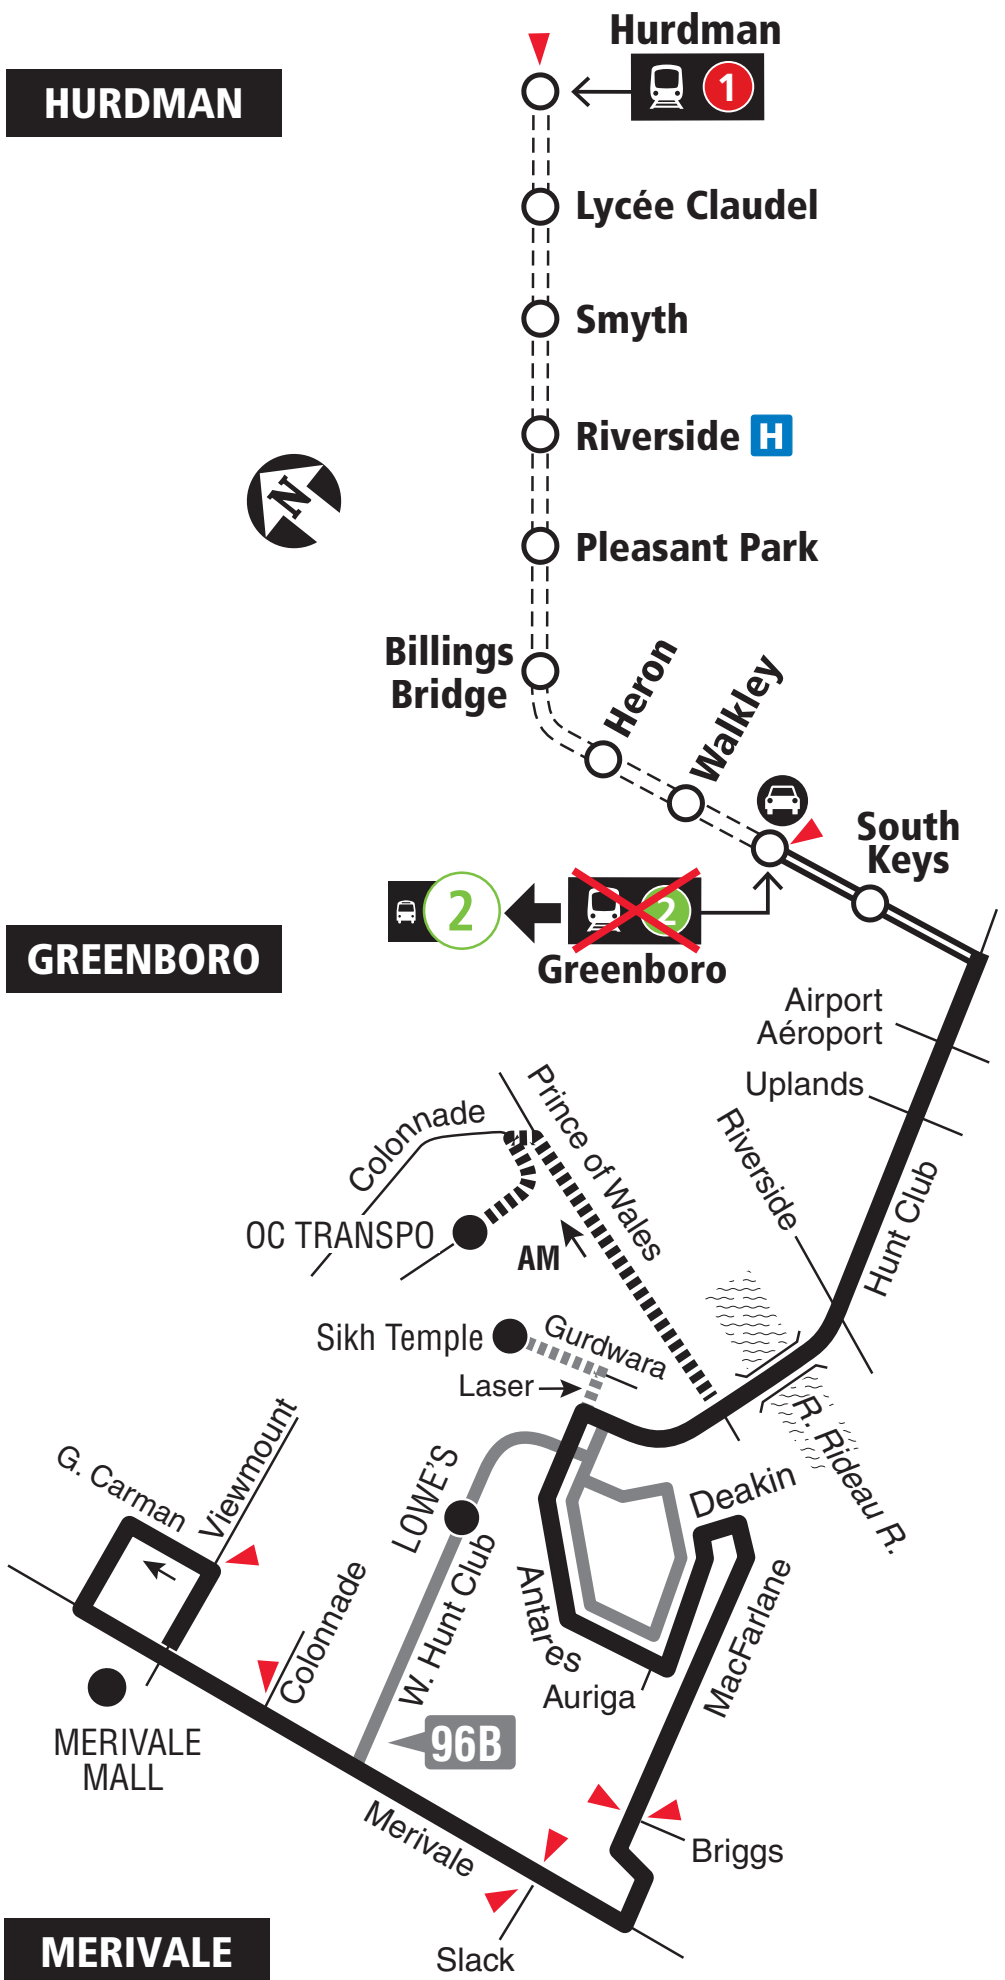 Hurdman
1
HURDMAN
Lycée Claudel
Smyth
Riverside H
Pleasant Park
N
Billings
Bridge
Heron
Walkley
South
Keys
2
2
Greenboro
GREENBORO
Airport
Aéroport
Uplands
Prince of Wales
Colonnade
Riverside
Hunt Club
OC TRANSPO
AM
Sikh Temple
Gurdwara
Laser
R. Rideau R.
G. Carman
Viewmount
LOWE'S
Deakin
W. Hunt Club
Antares
MacFarlane
Colonnade
Auriga
MERIVALE
MALL
96B
Merivale
Briggs
Slack
MERIVALE